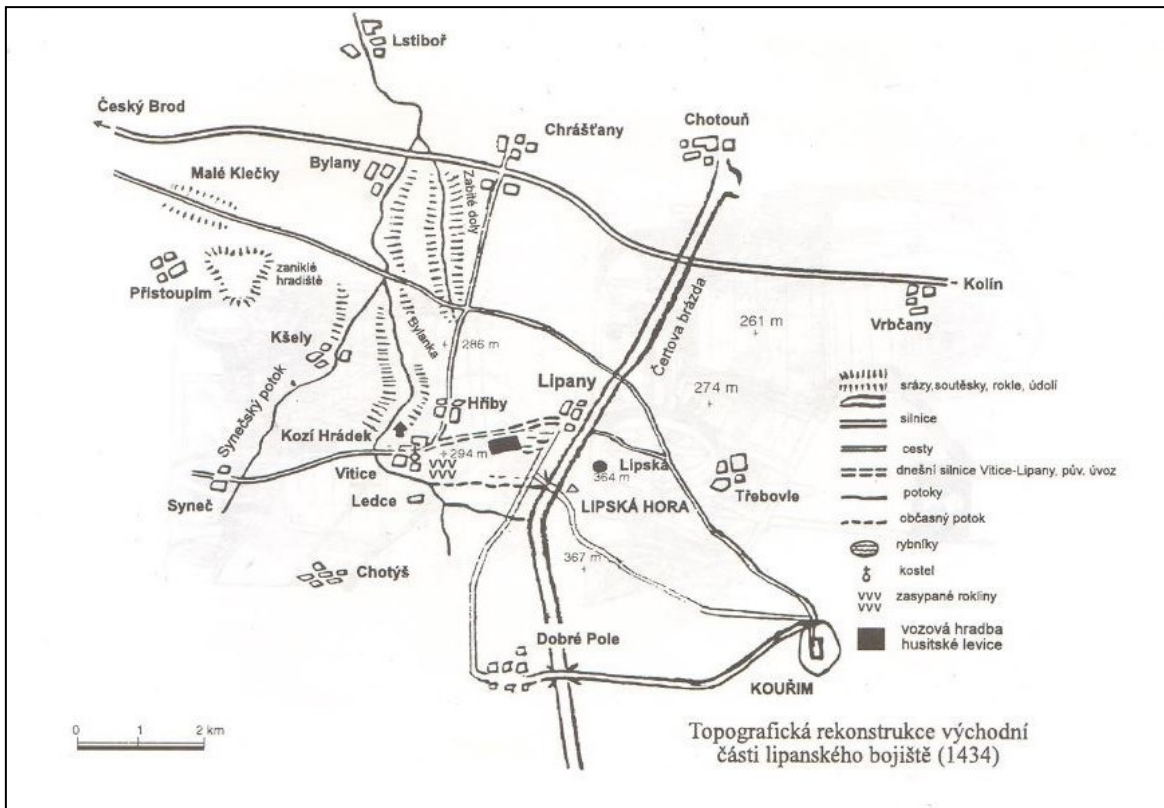 Lstiboř
Český Brod
Chrášťany
Chotouň
Bylany
Malé Klečky
Zabité doly
zaniklé
hradiště
Přistoupim
Kolín
Vrbčany
Čertova brázda
261 m
Kšely
Bylanka
286 m
274 m
Lipany
Synečský potok
Hřiby
Kozí Hrádek
294 m
Vitice
Lipská
364 m
Třebovle
Syneč
Ledce
LIPSKÁ HORA
367 m
Chotýš
Dobré Pole
KOUŘIM
srázy,soutěsky, rokle, údolí
silnice
cesty
dnešní silnice Vitice-Lipany, pův. úvoz
potoky
občasný potok
rybníky
kostel
zasypané rokliny
vozová hradba
husitské levice
0 1 2 km
Topografická rekonstrukce východní
části lipanského bojiště (1434)